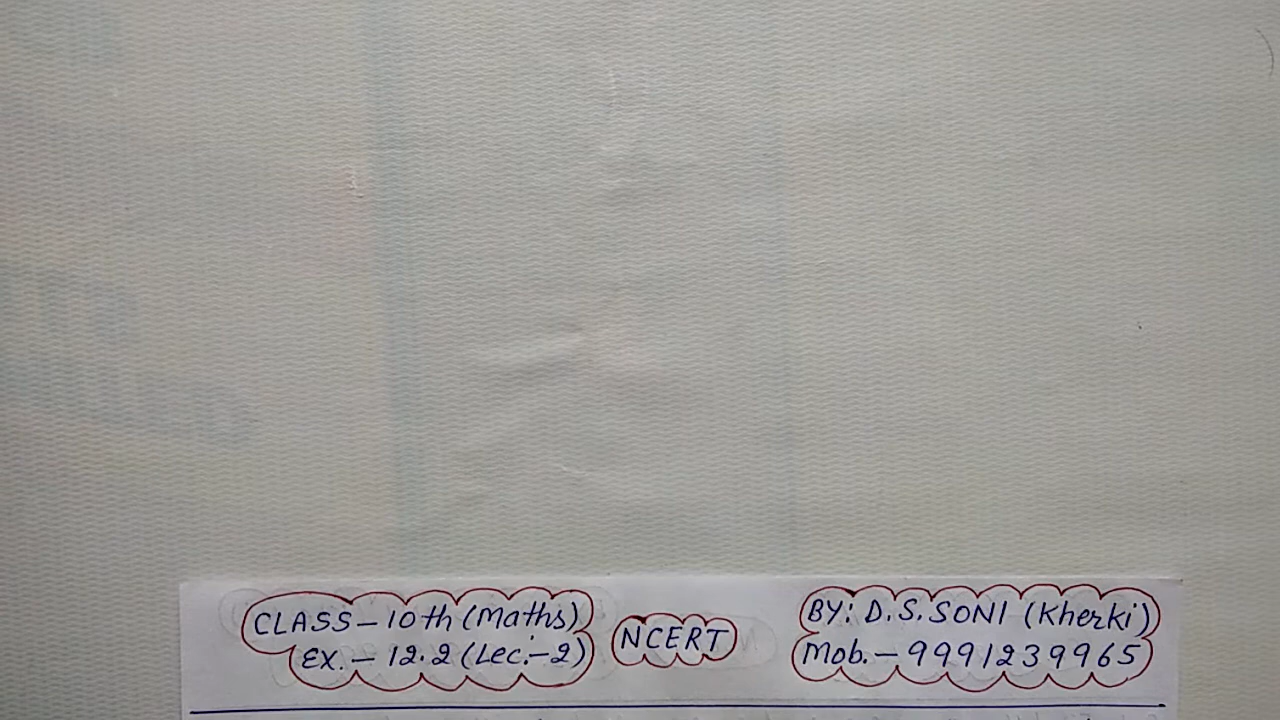 CLASS - 10th (Maths)
EX. - 12.2 (Lec.:-2)
NCERT
BY: D.S.SONI (Kherki)
Mob. - 9991239965